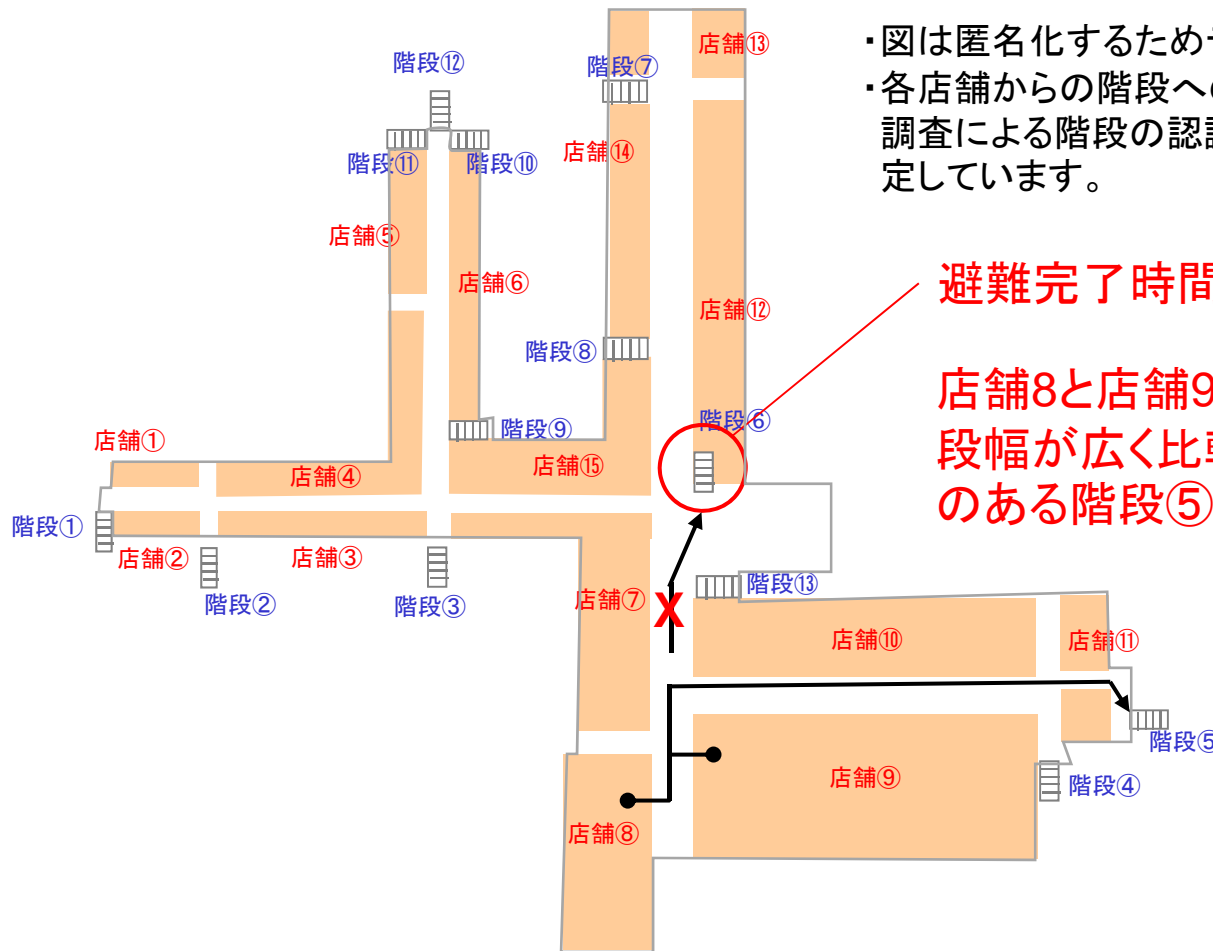 ・図は匿名化するため
店舗⑬
階段⑫
階段⑦
・各店舗からの階段への
調査による階段の認
定しています。
店舗⑭
階段⑪
階段⑩
店舗⑤
店舗⑥
避難完了時間
店舗⑫
階段⑧
店舗8と店舗9
段幅が広く比
のある階段⑤
階段⑥
階段⑨
店舗①
店舗⑮
店舗④
階段①
店舗②
店舗③
階段②
階段③
店舗⑦
階段⑬
X
店舗⑩
店舗⑪
階段⑤
店舗⑨
階段④
店舗⑧